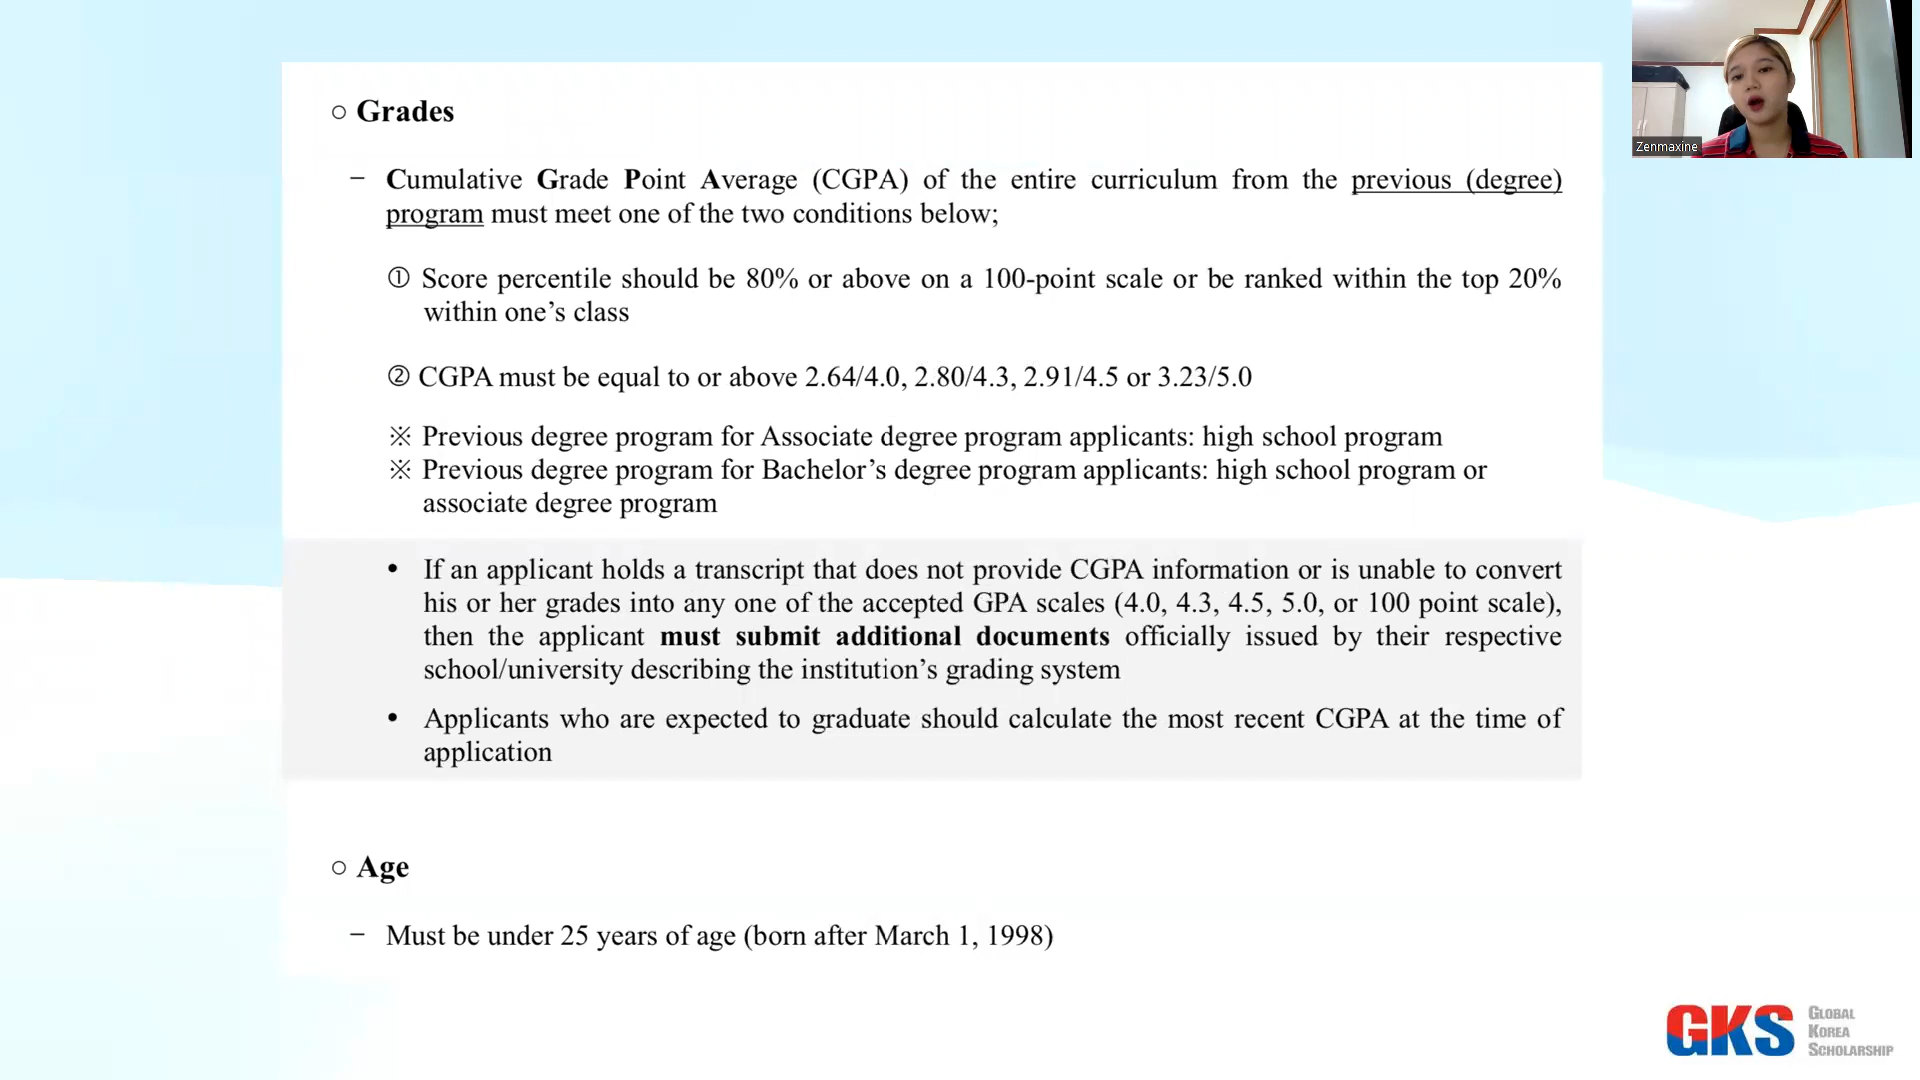 Zenmaxine
○ Grades
– Cumulative Grade Point Average (CGPA) of the entire curriculum from the previous (degree)
program must meet one of the two conditions below;
① Score percentile should be 80% or above on a 100-point scale or be ranked within the top 20%
within one’s class
② CGPA must be equal to or above 2.64/4.0, 2.80/4.3, 2.91/4.5 or 3.23/5.0
※ Previous degree program for Associate degree program applicants: high school program
※ Previous degree program for Bachelor’s degree program applicants: high school program or
associate degree program
• If an applicant holds a transcript that does not provide CGPA information or is unable to convert
his or her grades into any one of the accepted GPA scales (4.0, 4.3, 4.5, 5.0, or 100 point scale),
then the applicant must submit additional documents officially issued by their respective
school/university describing the institution’s grading system
• Applicants who are expected to graduate should calculate the most recent CGPA at the time of
application
○ Age
– Must be under 25 years of age (born after March 1, 1998)
GKS
GLOBAL
KOREA
SCHOLARSHIP